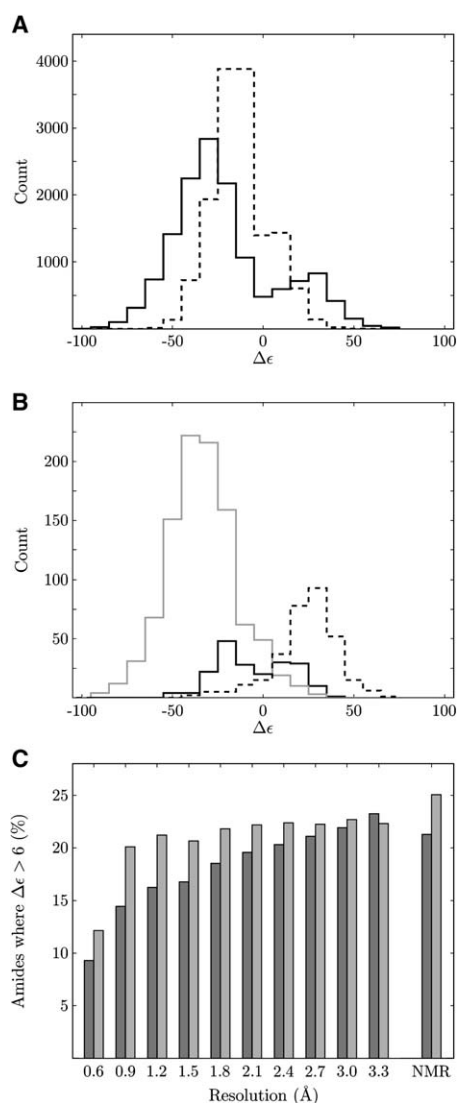 A
4000
3000
2000
1000
Count
-100 -50 0 50 100
Δϵ
B
200
150
100
50
Count
-100 -50 0 50 100
Δϵ
C
25
20
15
10
5
Amides where Δϵ > 6 (%)
0.6 0.9 1.2 1.5 1.8 2.1 2.4 2.7 3.0 3.3 NMR
Resolution (Å)